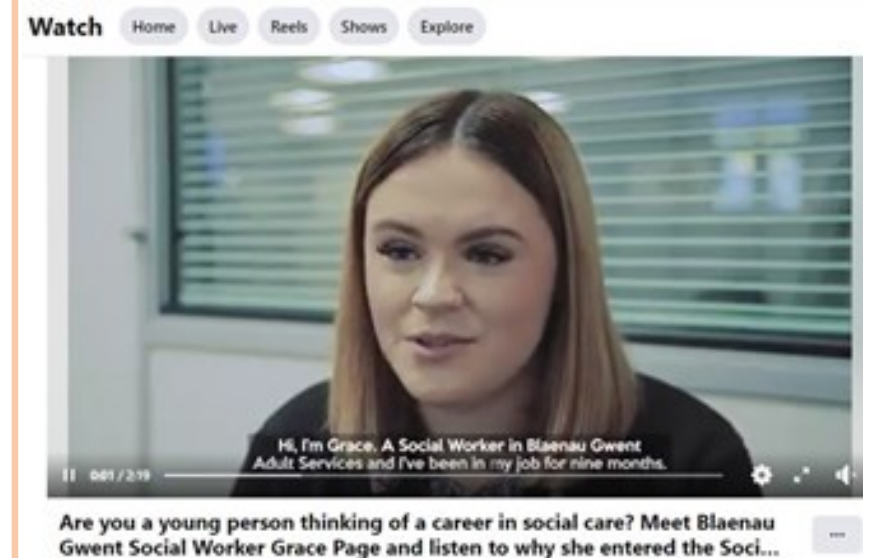 Watch Home Live Reels Shows Explore
Hi, I'm Grace. A Social Worker in Blaenau Gwent
Adult Services and I've been in my job for nine months.
0:01 / 2:19
Are you a young person thinking of a career in social care? Meet Blaenau
Gwent Social Worker Grace Page and listen to why she entered the Soci...